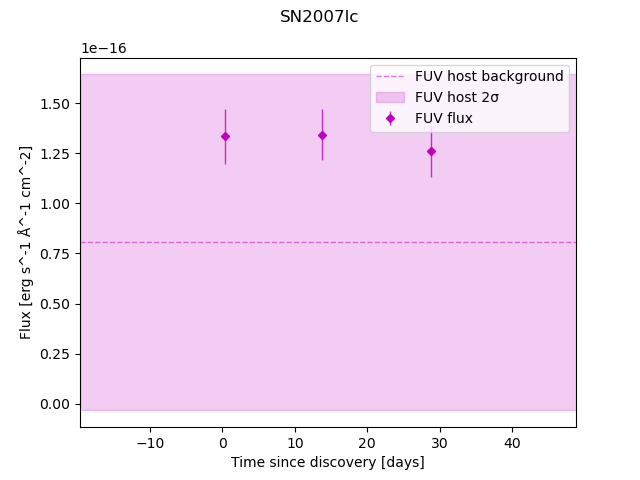 SN2007lc
1e−16
FUV host background
FUV host 2σ
FUV flux
1.50
1.25
1.00
0.75
0.50
0.25
0.00
Flux [erg s^-1 Å^-1 cm^-2]
−10
0
10
20
30
40
Time since discovery [days]